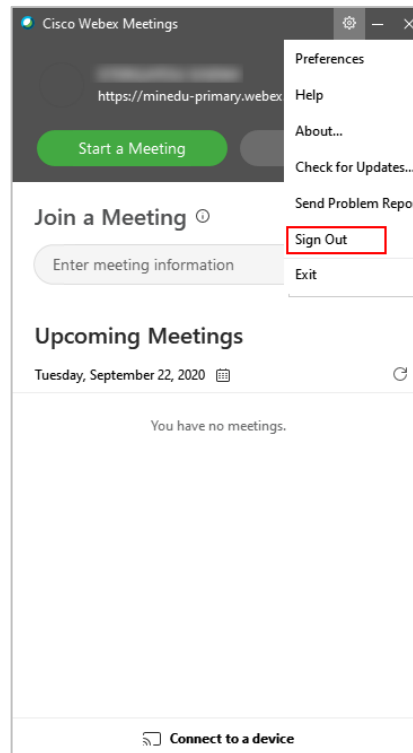 Cisco Webex Meetings
Preferences
https://minedu-primary.webex
Help
About...
Start a Meeting
Check for Updates...
Send Problem Repo
Join a Meeting
Sign Out
Enter meeting information
Exit
Upcoming Meetings
Tuesday, September 22, 2020
You have no meetings.
Connect to a device